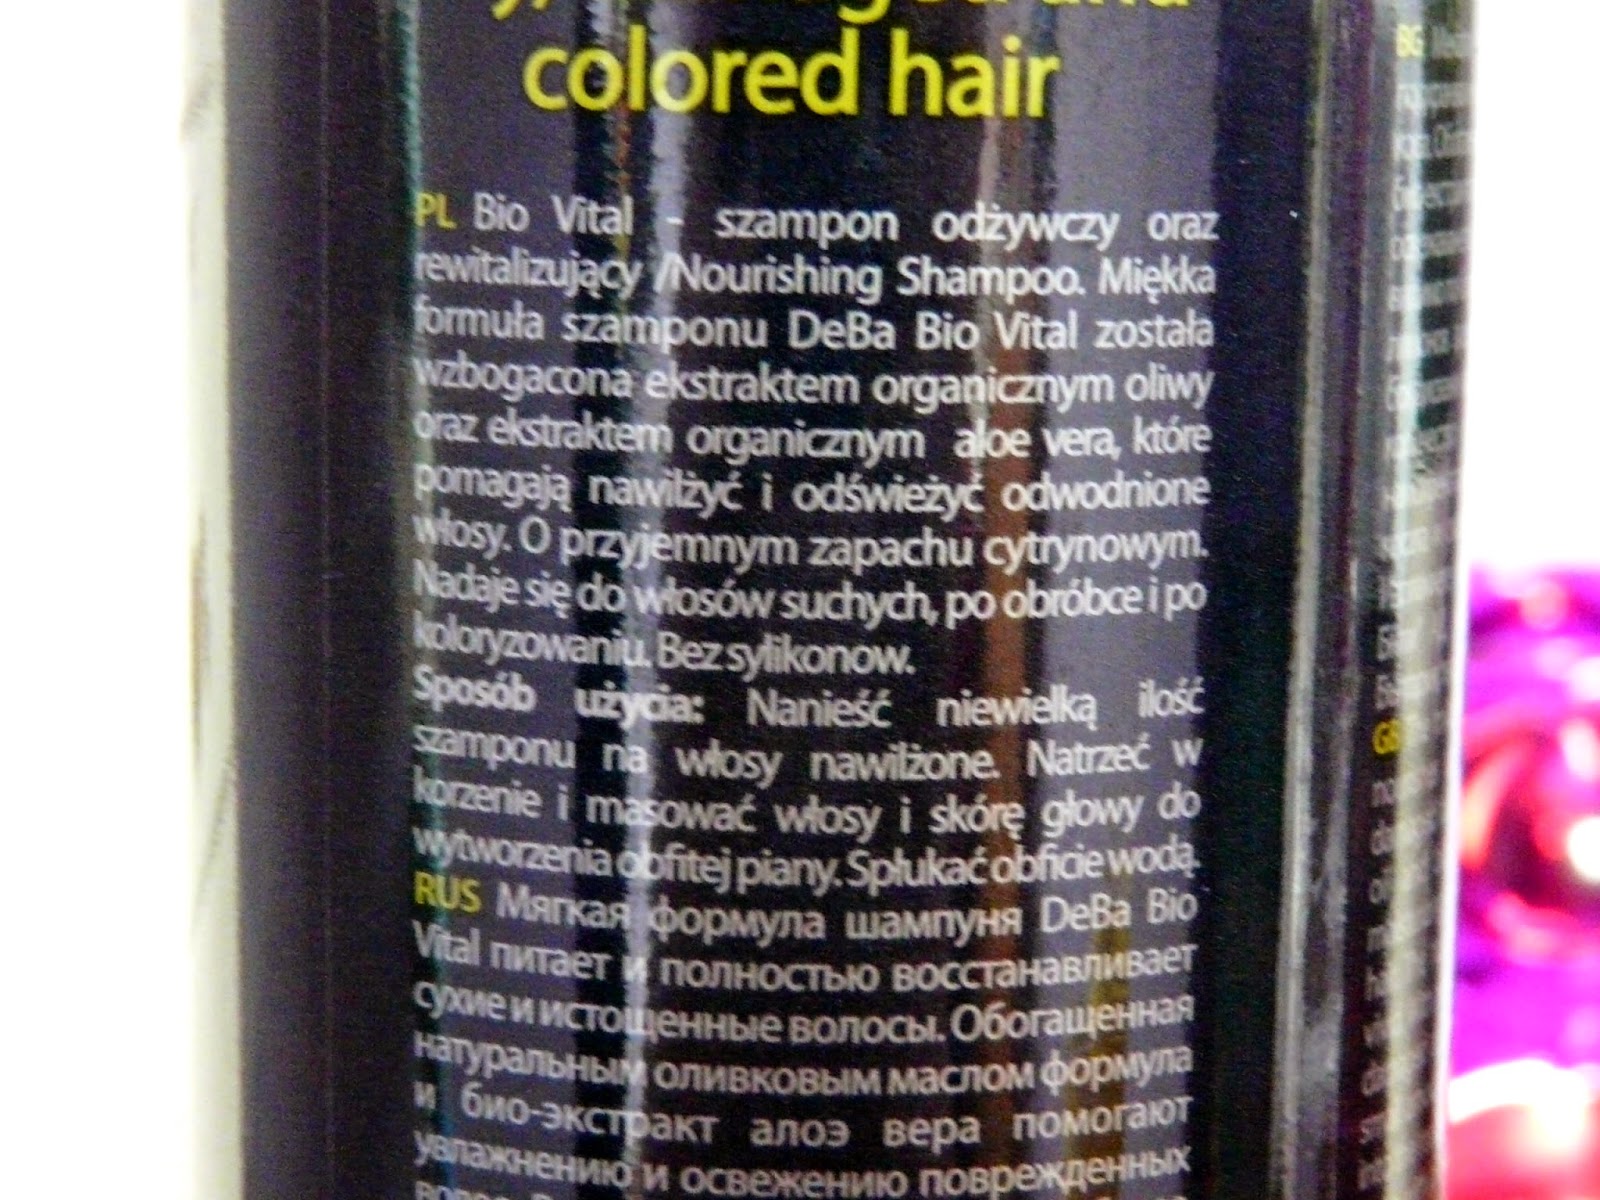 colored hair
PL Bio Vital - szampon odżywczy oraz
rewitalizujący /Nourishing Shampoo. Miękka
formuła szamponu DeBa Bio Vital została
wzbogacona ekstraktem organicznym oliwy
oraz ekstraktem organicznym aloe vera, które
pomagają nawilżyć i odświeżyć odwodnione
włosy. O przyjemnym zapachu cytrynowym.
Nadaje się do włosów suchych, po obróbce i po
koloryzowaniu. Bez sylikonow.
Sposób użycia: Nanieść niewielką ilość
szamponu na włosy nawilżone. Natrzeć w
korzenie i masować włosy i skórę głowy do
wytworzenia obfitej piany. Spłukać obficie wodą.
RUS Мягкая формула шампуня DeBa Bio
Vital питает и полностью восстанавливает
сухие и истощенные волосы. Обогащенная
натуральным оливковым маслом формула
и био-экстракт алоэ вера помогают
увлажнению и освежению поврежденных
BG
GB